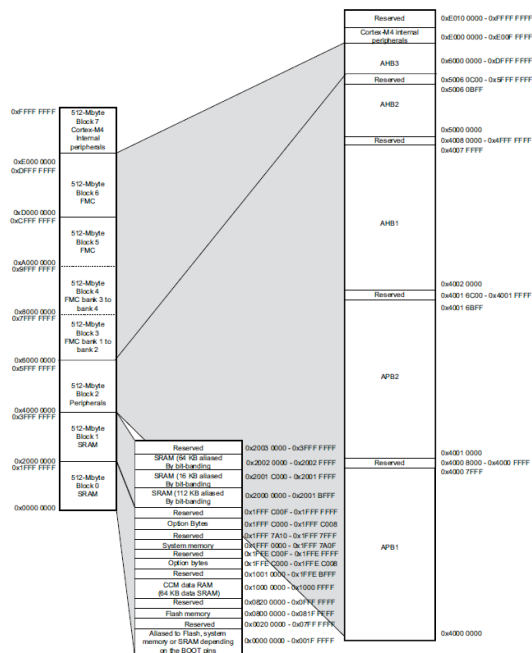 0xFFFF FFFF
512-Mbyte
Block 7
Cortex-M4
Internal
peripherals
0xE000 0000
0xDFFF FFFF
512-Mbyte
Block 6
FMC
0xD000 0000
0xCFFF FFFF
512-Mbyte
Block 5
FMC
0xA000 0000
0x9FFF FFFF
512-Mbyte
Block 4
FMC bank 3 to
bank 4
0x8000 0000
0x7FFF FFFF
512-Mbyte
Block 3
FMC bank 1 to
bank 2
0x6000 0000
0x5FFF FFFF
512-Mbyte
Block 2
Peripherals
0x4000 0000
0x3FFF FFFF
512-Mbyte
Block 1
SRAM
0x2000 0000
0x1FFF FFFF
512-Mbyte
Block 0
SRAM
0x0000 0000
Reserved 0x2003 0000 - 0x3FFF FFFF
SRAM (64 KB aliased
By bit-banding 0x2002 0000 - 0x2002 FFFF
SRAM (16 KB aliased
By bit-banding 0x2001 C000 - 0x2001 FFFF
SRAM (112 KB aliased
By bit-banding 0x2000 0000 - 0x2001 BFFF
Reserved 0x1FFF C00F - 0x1FFF FFFF
Option Bytes 0x1FFF C000 - 0x1FFF C008
Reserved 0x1FFF 7A10 - 0x1FFF 7FFF
System memory 0x1FFF 0000 - 0x1FFF 7A0F
Reserved 0x1FFE C00F - 0x1FFE FFFF
Option bytes 0x1FFE C000 - 0x1FFE C008
Reserved 0x1001 0000 - 0x1FFE BFFF
CCM data RAM
(64 KB data SRAM) 0x1000 0000 - 0x1000 FFFF
Reserved 0x0820 0000 - 0x0FFF FFFF
Flash memory 0x0800 0000 - 0x081F FFFF
Reserved 0x0020 0000 - 0x07FF FFFF
Aliased to Flash, system
memory or SRAM depending
on the BOOT pins 0x0000 0000 - 0x001F FFFF
Reserved 0xE010 0000 - 0xFFFF FFFF
Cortex-M4 internal
peripherals 0xE000 0000 - 0xE00F FFFF
AHB3 0x6000 0000 - 0xDFFF FFFF
Reserved 0x5006 0C00 - 0x5FFF FFFF
0x5006 0BFF
AHB2
0x5000 0000
Reserved 0x4008 0000 - 0x4FFF FFFF
0x4007 FFFF
AHB1
0x4002 0000
Reserved 0x4001 6C00 - 0x4001 FFFF
0x4001 6BFF
APB2
0x4001 0000
Reserved 0x4000 8000 - 0x4000 FFFF
0x4000 7FFF
APB1
0x4000 0000